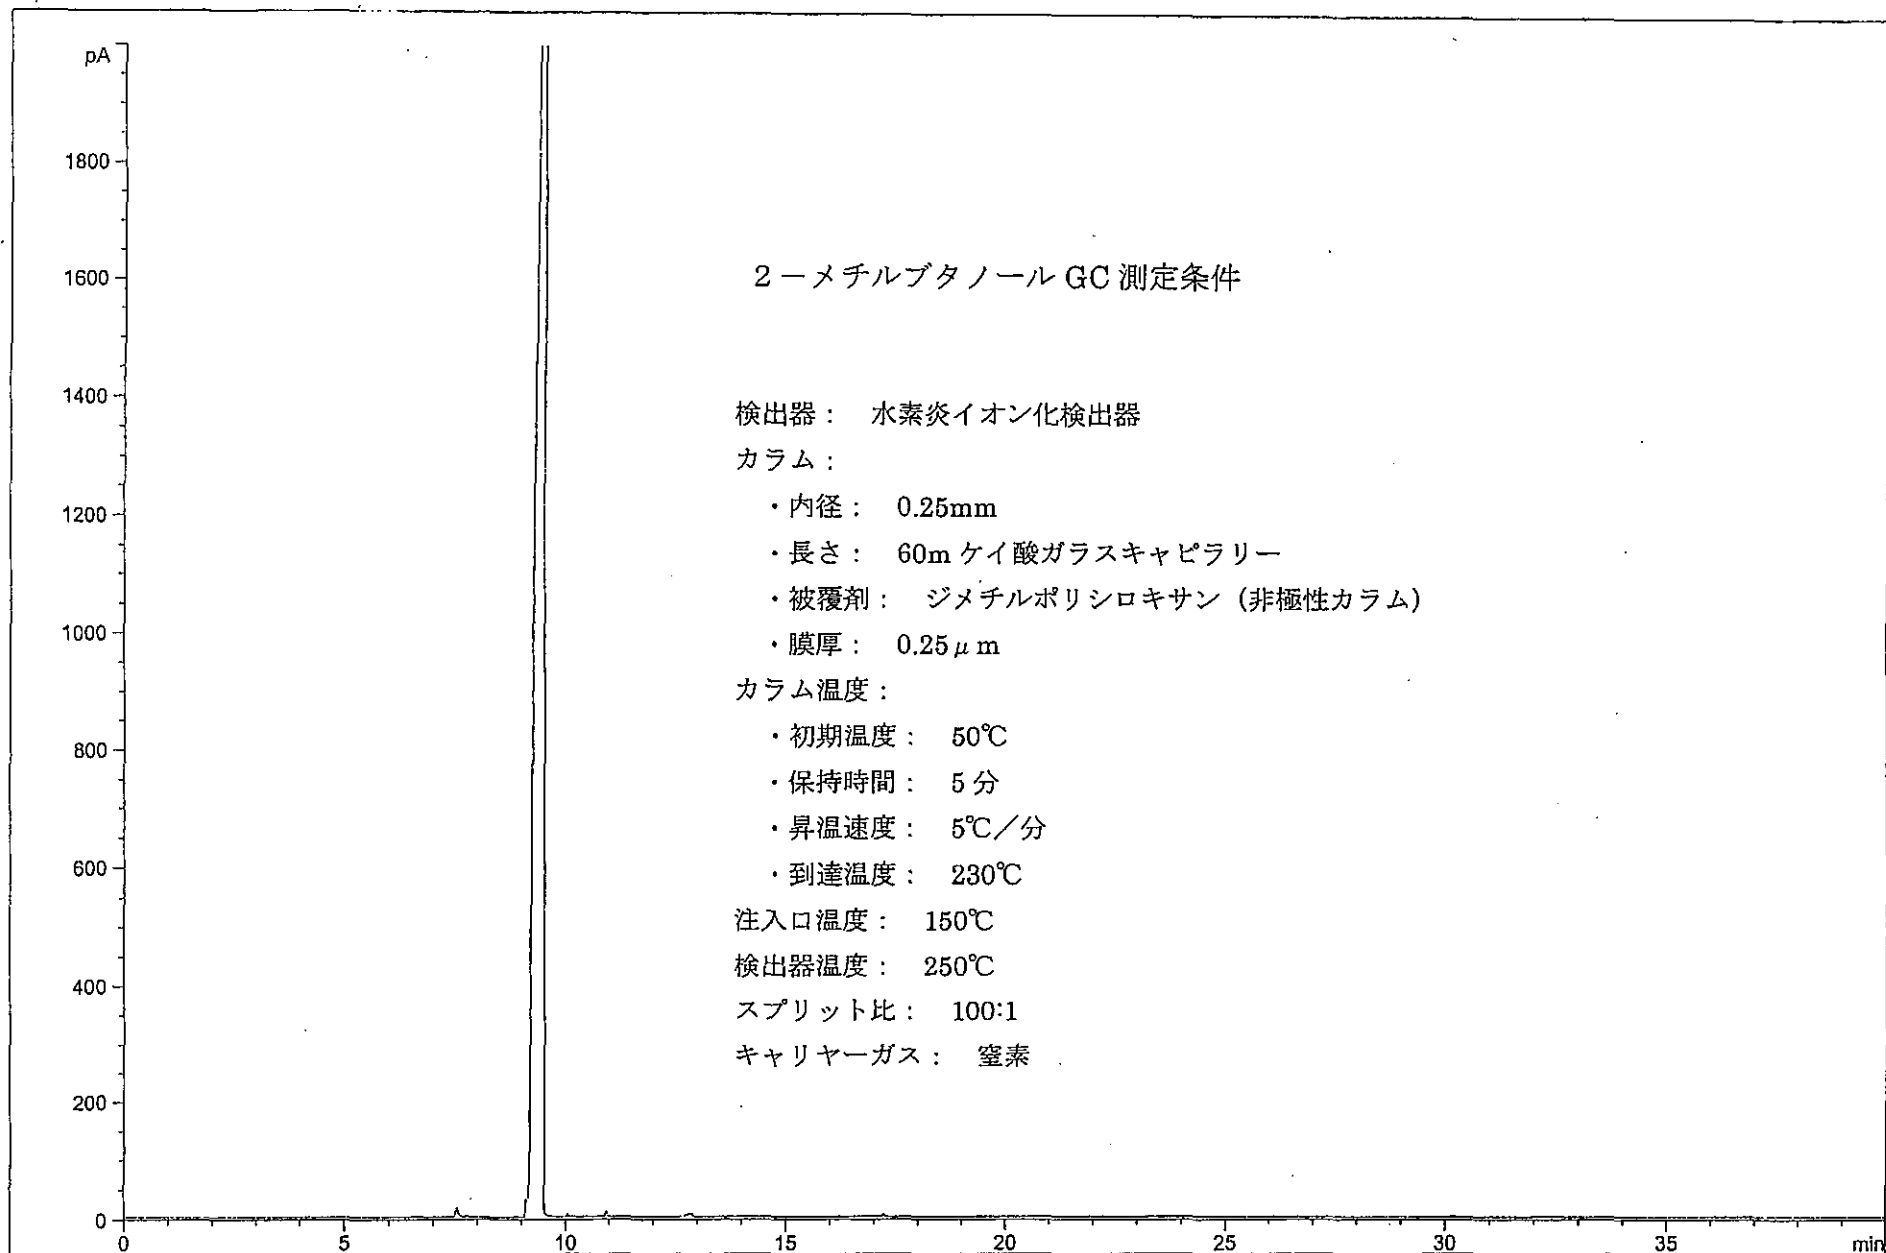 pA
1800
1600
1400
1200
1000
800
600
400
200
0
2－メチルブタノール GC 測定条件
検出器： 水素炎イオン化検出器
カラム：
・内径： 0.25mm
・長さ： 60m ケイ酸ガラスキャピラリー
・被覆剤： ジメチルポリシロキサン（非極性カラム）
・膜厚： 0.25μm
カラム温度：
・初期温度： 50℃
・保持時間： 5 分
・昇温速度： 5℃／分
・到達温度： 230℃
注入口温度： 150℃
検出器温度： 250℃
スプリット比： 100:1
キャリヤーガス： 窒素
0 5 10 15 20 25 30 35 min